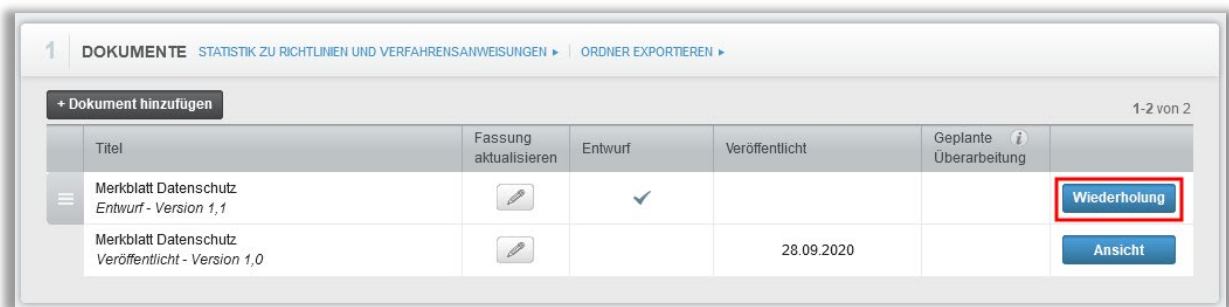 1 DOKUMENTE STATISTIK ZU RICHTLINIEN UND VERFAHRENSANWEISUNGEN ▸ | ORDNER EXPORTIEREN ▸
+ Dokument hinzufügen 1-2 von 2
Titel Fassung aktualisieren Entwurf Veröffentlicht Geplante Überarbeitung i
Merkblatt Datenschutz
Entwurf - Version 1,1
Wiederholung
Merkblatt Datenschutz
Veröffentlicht - Version 1,0
28.09.2020 Ansicht